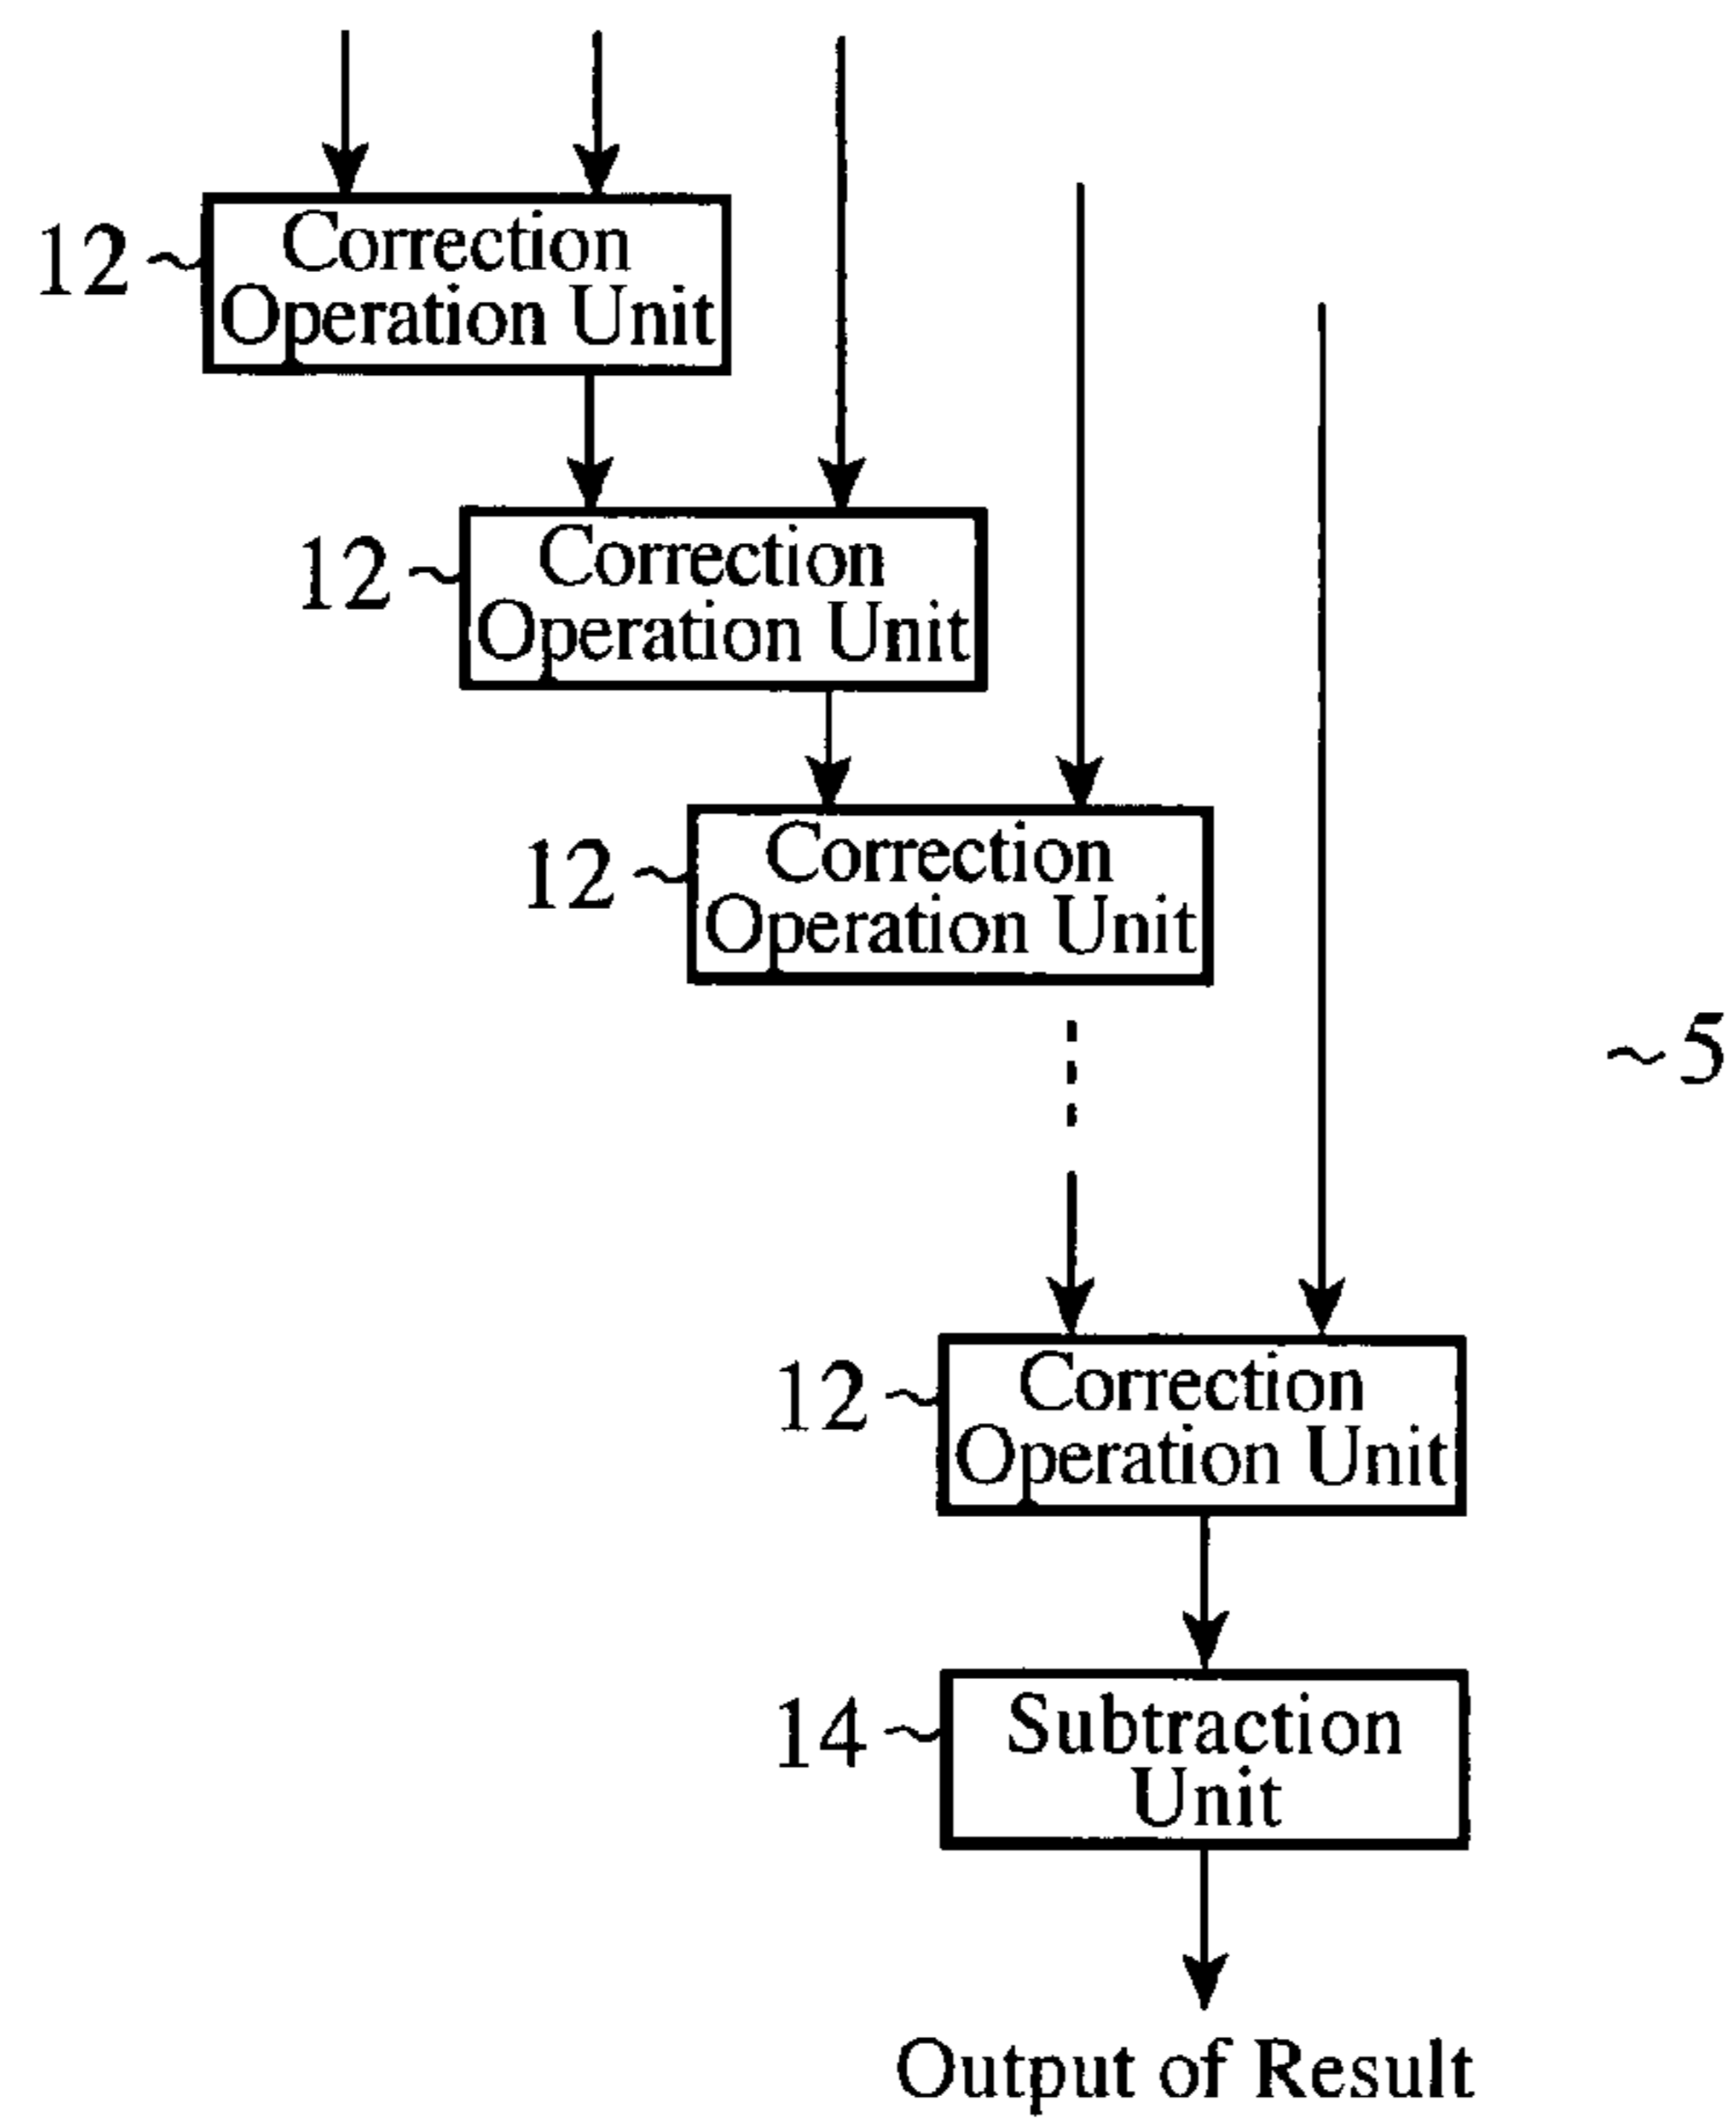 12
Correction
Operation Unit
12
Correction
Operation Unit
12
Correction
Operation Unit
5
12
Correction
Operation Unit
14
Subtraction
Unit
Output of Result